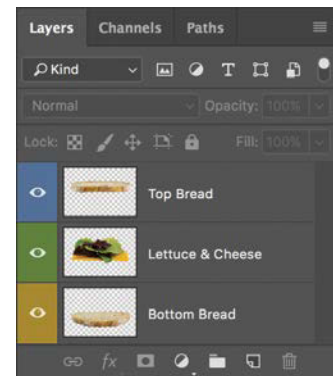 Layers Channels Paths
Kind
Normal Opacity: 100%
Lock: Fill: 100%
Top Bread
Lettuce & Cheese
Bottom Bread
fx